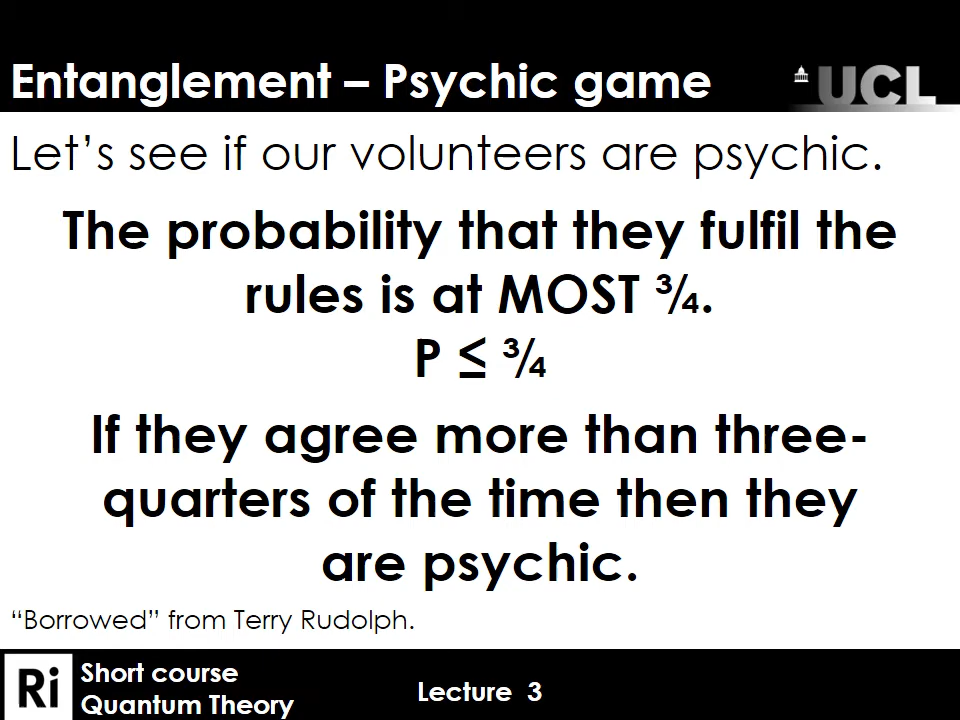 Entanglement – Psychic game
UCL
Let's see if our volunteers are psychic.
The probability that they fulfil the
rules is at MOST ¾.
P ≤ ¾
If they agree more than three-
quarters of the time then they
are psychic.
“Borrowed” from Terry Rudolph.
Ri
Short course
Quantum Theory
Lecture 3